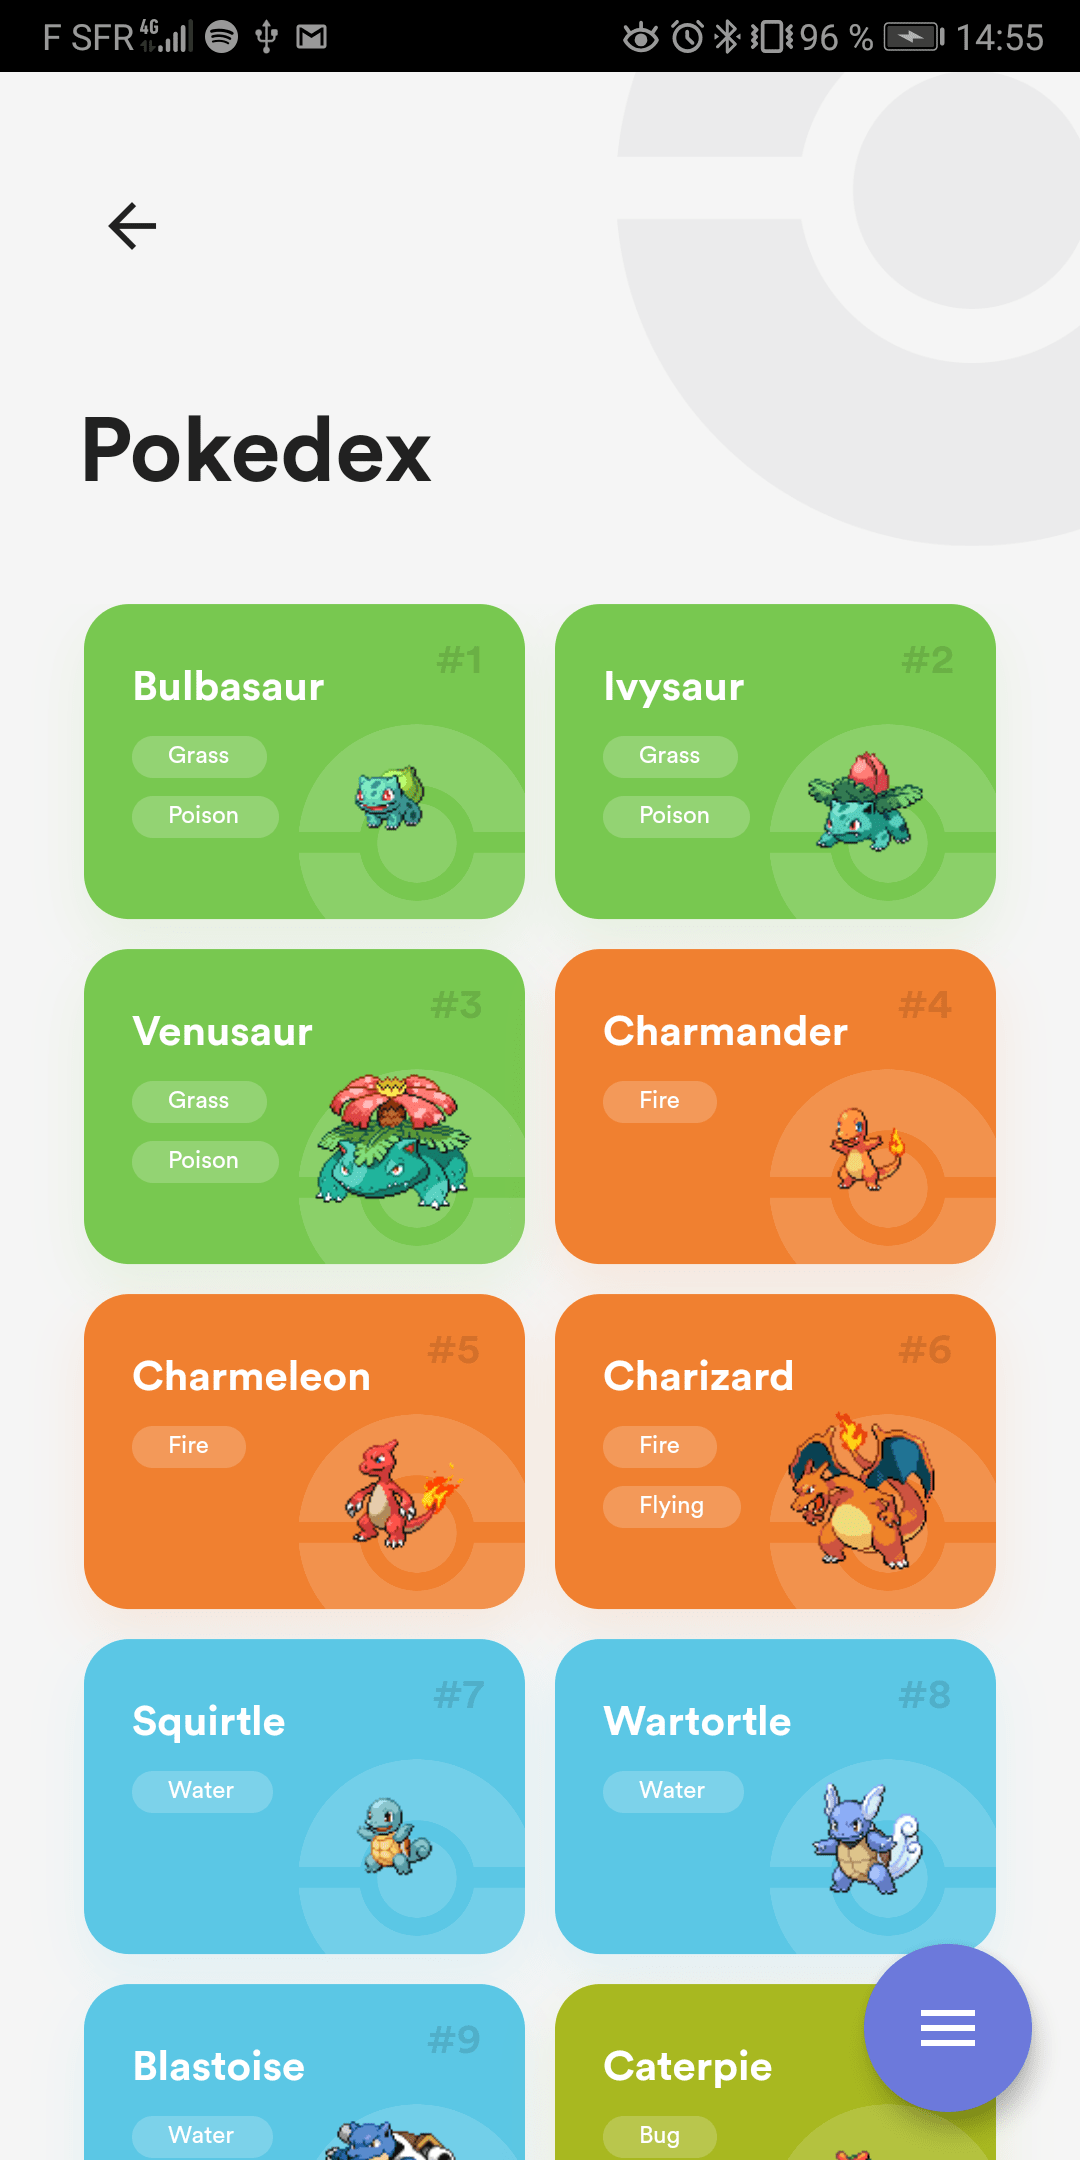 F SFR 4G 96 % 14:55
Pokedex
#1
Bulbasaur
Grass
Poison
#2
Ivysaur
Grass
Poison
#3
Venusaur
Grass
Poison
#4
Charmander
Fire
#5
Charmeleon
Fire
#6
Charizard
Fire
Flying
#7
Squirtle
Water
#8
Wartortle
Water
#9
Blastoise
Water
Caterpie
Bug